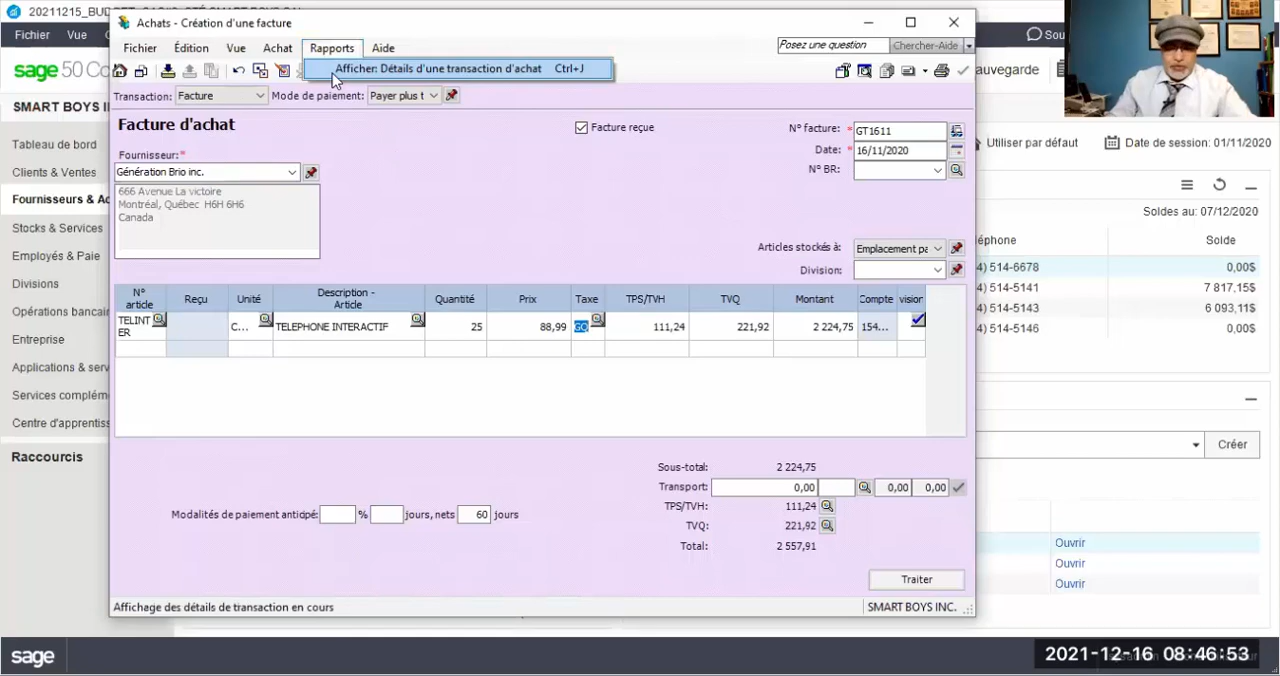 20211215_BUDG
Achats - Création d'une facture
Fichier Vue
Fichier Édition Vue Achat Rapports Aide
Posez une question Chercher-Aide
Sou
Afficher: Détails d'une transaction d'achat Ctrl+J
sage 50 Co
auvegarde
Transaction: Facture Mode de paiement: Payer plus t
SMART BOYS IN
Facture d'achat
Facture reçue
N° facture: * GT1611
Date: * 16/11/2020
N° BR:
Tableau de bord
Utiliser par défaut Date de session: 01/11/2020
Fournisseur:*
Génération Brio inc.
Clients & Ventes
666 Avenue La victoire
Montréal, Québec H6H 6H6
Canada
Fournisseurs & Ac
Stocks & Services
Employés & Paie
Divisions
Opérations bancair
Entreprise
Applications & serv
Services complém
Centre d'apprentiss
Raccourcis
Soldes au: 07/12/2020
éphone Solde
4) 514-6678 0,00$
4) 514-5141 7 817,15$
4) 514-5143 6 093,11$
4) 514-5146 0,00$
Articles stockés à: Emplacement pa
Division:
N° article Reçu Unité Description - Article Quantité Prix Taxe TPS/TVH TVQ Montant Compte vision
TELINT ER C... TELEPHONE INTERACTIF 25 88,99 GQ 111,24 221,92 2 224,75 154...
Créer
Sous-total: 2 224,75
Transport: 0,00 0,00 0,00
TPS/TVH: 111,24
Modalités de paiement anticipé: % jours, nets 60 jours
TVQ: 221,92
Total: 2 557,91
Ouvrir
Ouvrir
Ouvrir
Traiter
Affichage des détails de transaction en cours
SMART BOYS INC.
sage
2021-12-16 08:46:53